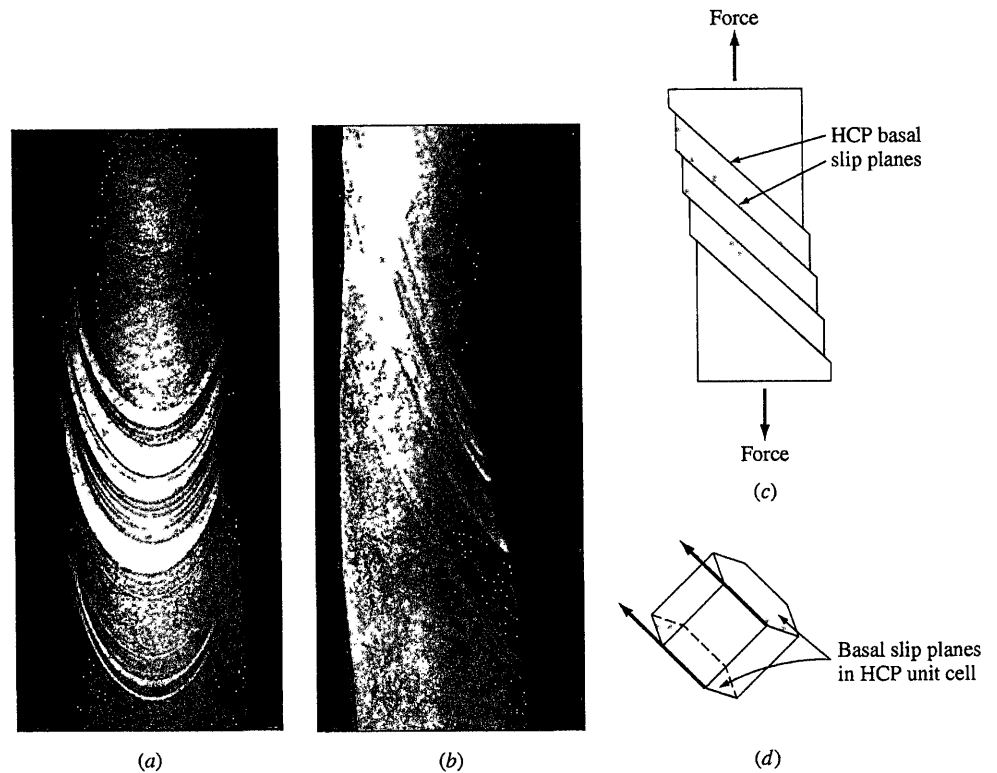 Force
HCP basal
slip planes
Force
(c)
Basal slip planes
in HCP unit cell
(a)
(b)
(d)